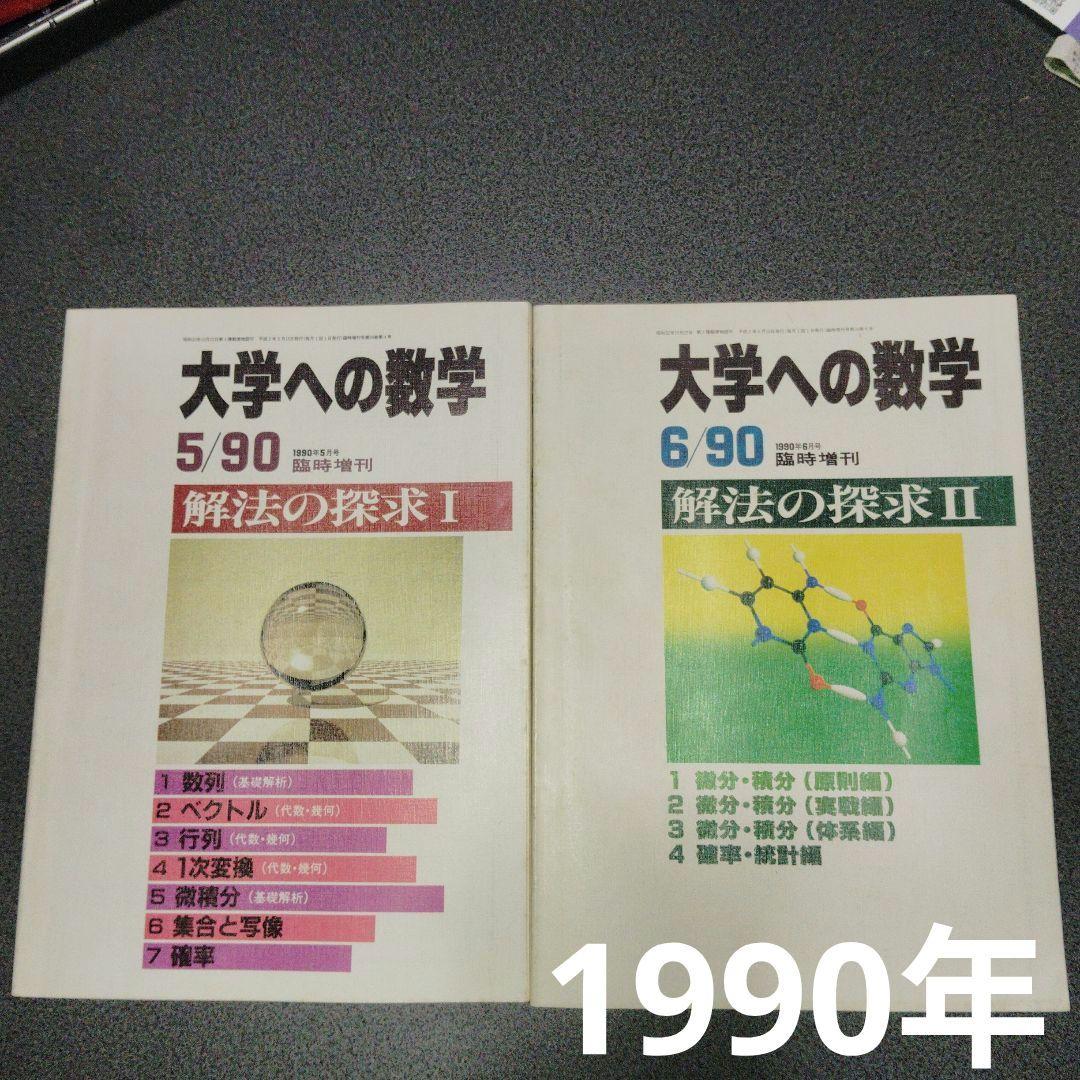 大学への数学
5/90
1990年5月号
臨時増刊
解法の探求Ⅰ
1 数列(基礎解析)
2 ベクトル(代数・幾何)
3 行列(代数・幾何)
4 1次変換(代数・幾何)
5 微積分(基礎解析)
6 集合と写像
7 確率
大学への数学
6/90
1990年6月号
臨時増刊
解法の探求Ⅱ
1 微分・積分(原則編)
2 微分・積分(実戦編)
3 微分・積分(体系編)
4 確率・統計編
1990年